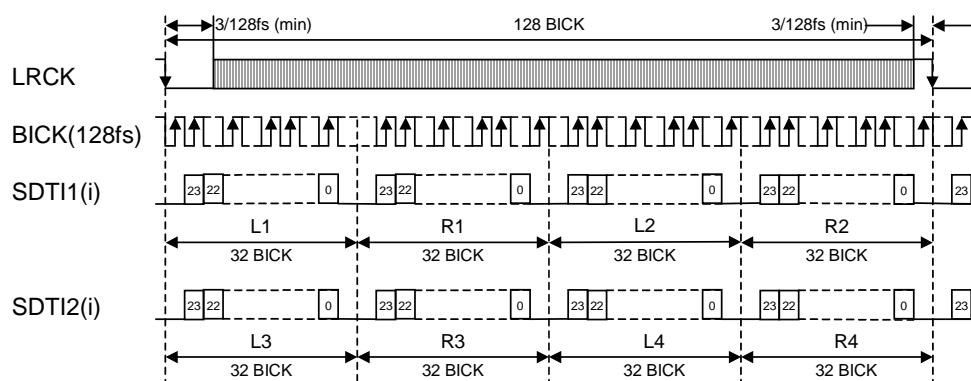 3/128fs (min) 128 BICK 3/128fs (min)
LRCK
BICK(128fs)
SDTI1(i) 23 22 0 23 22 0 23 22 0 23 22 0 23
L1 R1 L2 R2
32 BICK 32 BICK 32 BICK 32 BICK
SDTI2(i) 23 22 0 23 22 0 23 22 0 23 22 0 23
L3 R3 L4 R4
32 BICK 32 BICK 32 BICK 32 BICK